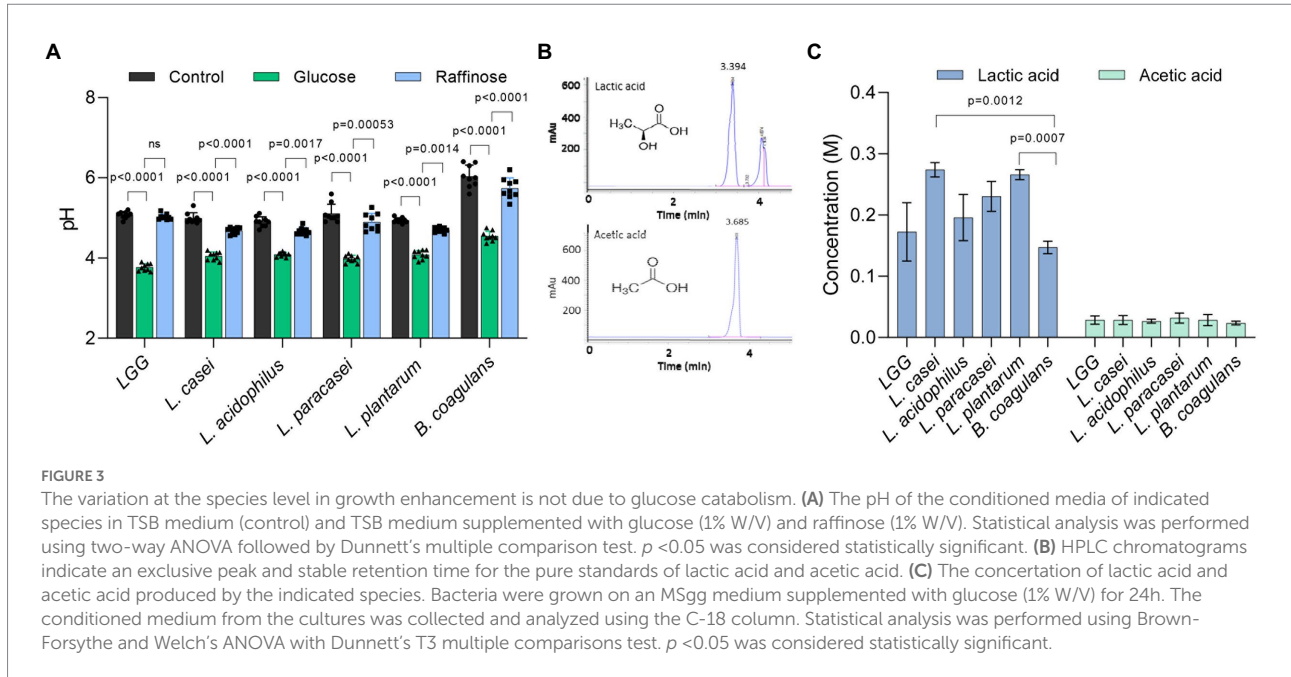 A
Control Glucose Raffinose
8
6
4
2
pH
ns
p<0.0001
p<0.0001
p<0.0001
p=0.0017
p<0.0001
p=0.00053
p<0.0001
p=0.0014
p<0.0001
p<0.0001
p<0.0001
LGG
L. casei
L. acidophilus
L. paracasei
L. plantarum
B. coagulans
B
3.394
600
400
200
mAu
Lactic acid
H₃C
O
OH
OH
0 2 4
Time (min)
Acetic acid
3.685
600
400
200
mAu
H₃C
O
OH
0 2 4
Time (min)
C
Lactic acid Acetic acid
0.4
0.3
0.2
0.1
0.0
Concentration (M)
p=0.0012
p=0.0007
LGG
L. casei
L. acidophilus
L. paracasei
L. plantarum
B. coagulans
LGG
L. casei
L. acidophilus
L. paracasei
L. plantarum
B. coagulans
FIGURE 3
The variation at the species level in growth enhancement is not due to glucose catabolism. (A) The pH of the conditioned media of indicated
species in TSB medium (control) and TSB medium supplemented with glucose (1% W/V) and raffinose (1% W/V). Statistical analysis was performed
using two-way ANOVA followed by Dunnett’s multiple comparison test. p <0.05 was considered statistically significant. (B) HPLC chromatograms
indicate an exclusive peak and stable retention time for the pure standards of lactic acid and acetic acid. (C) The concertation of lactic acid and
acetic acid produced by the indicated species. Bacteria were grown on an MSgg medium supplemented with glucose (1% W/V) for 24h. The
conditioned medium from the cultures was collected and analyzed using the C-18 column. Statistical analysis was performed using Brown-
Forsythe and Welch’s ANOVA with Dunnett’s T3 multiple comparisons test. p <0.05 was considered statistically significant.